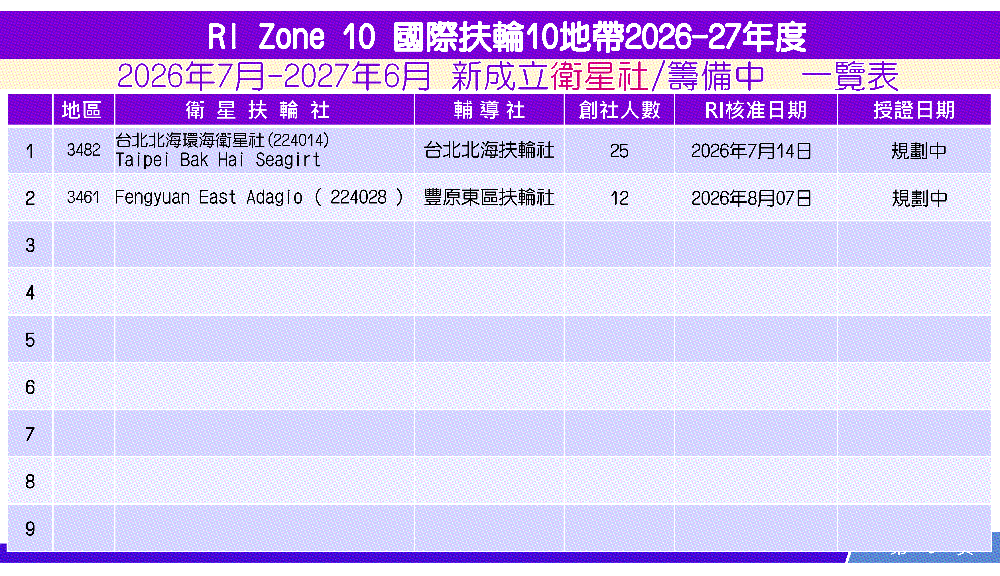 RI Zone 10 國際扶輪10地帶2026-27年度
2026年7月-2027年6月 新成立衛星社/籌備中 一覽表
地區 衛 星 扶 輪 社 輔 導 社 創社人數 RI核准日期 授證日期
1 3482 台北北海環海衛星社(224014) 台北北海扶輪社 25 2026年7月14日 規劃中
Taipei Bak Hai Seagirt
2 3461 Fengyuan East Adagio ( 224028 ) 豐原東區扶輪社 12 2026年8月07日 規劃中
3
4
5
6
7
8
9